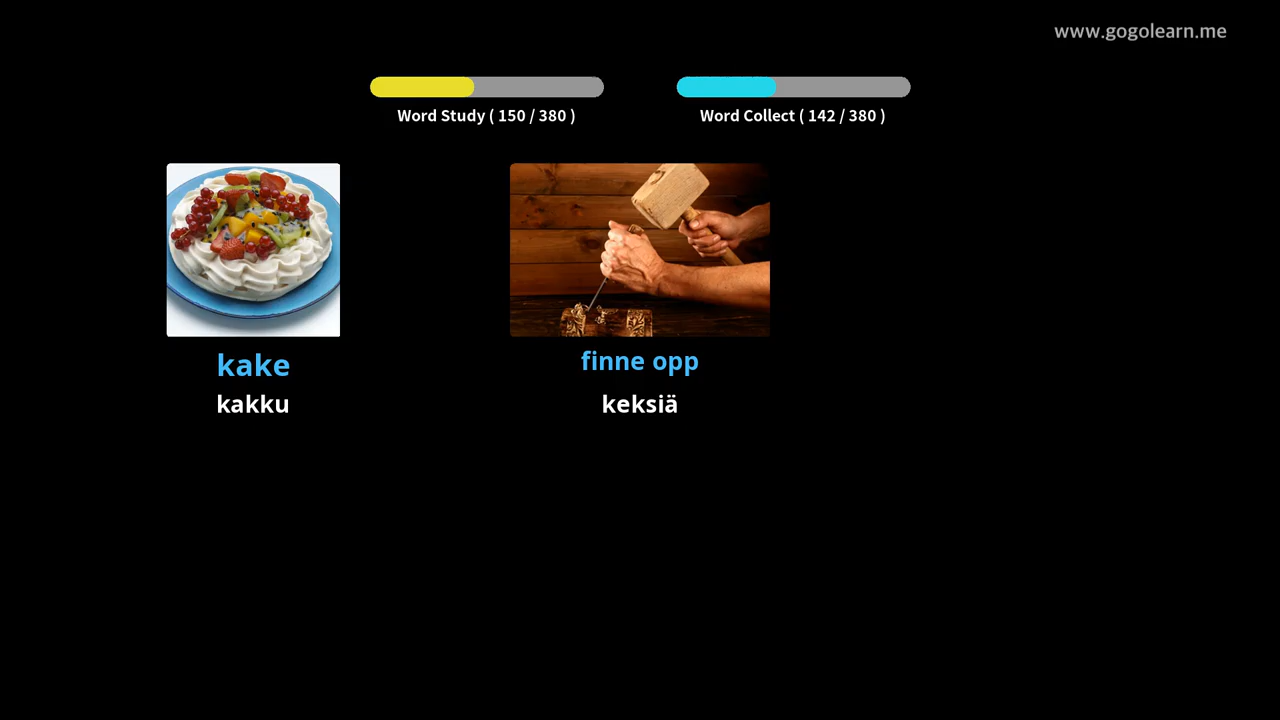 www.gogolearn.me
Word Study ( 150 / 380 )
Word Collect ( 142 / 380 )
kake
finne opp
kakku
keksiä